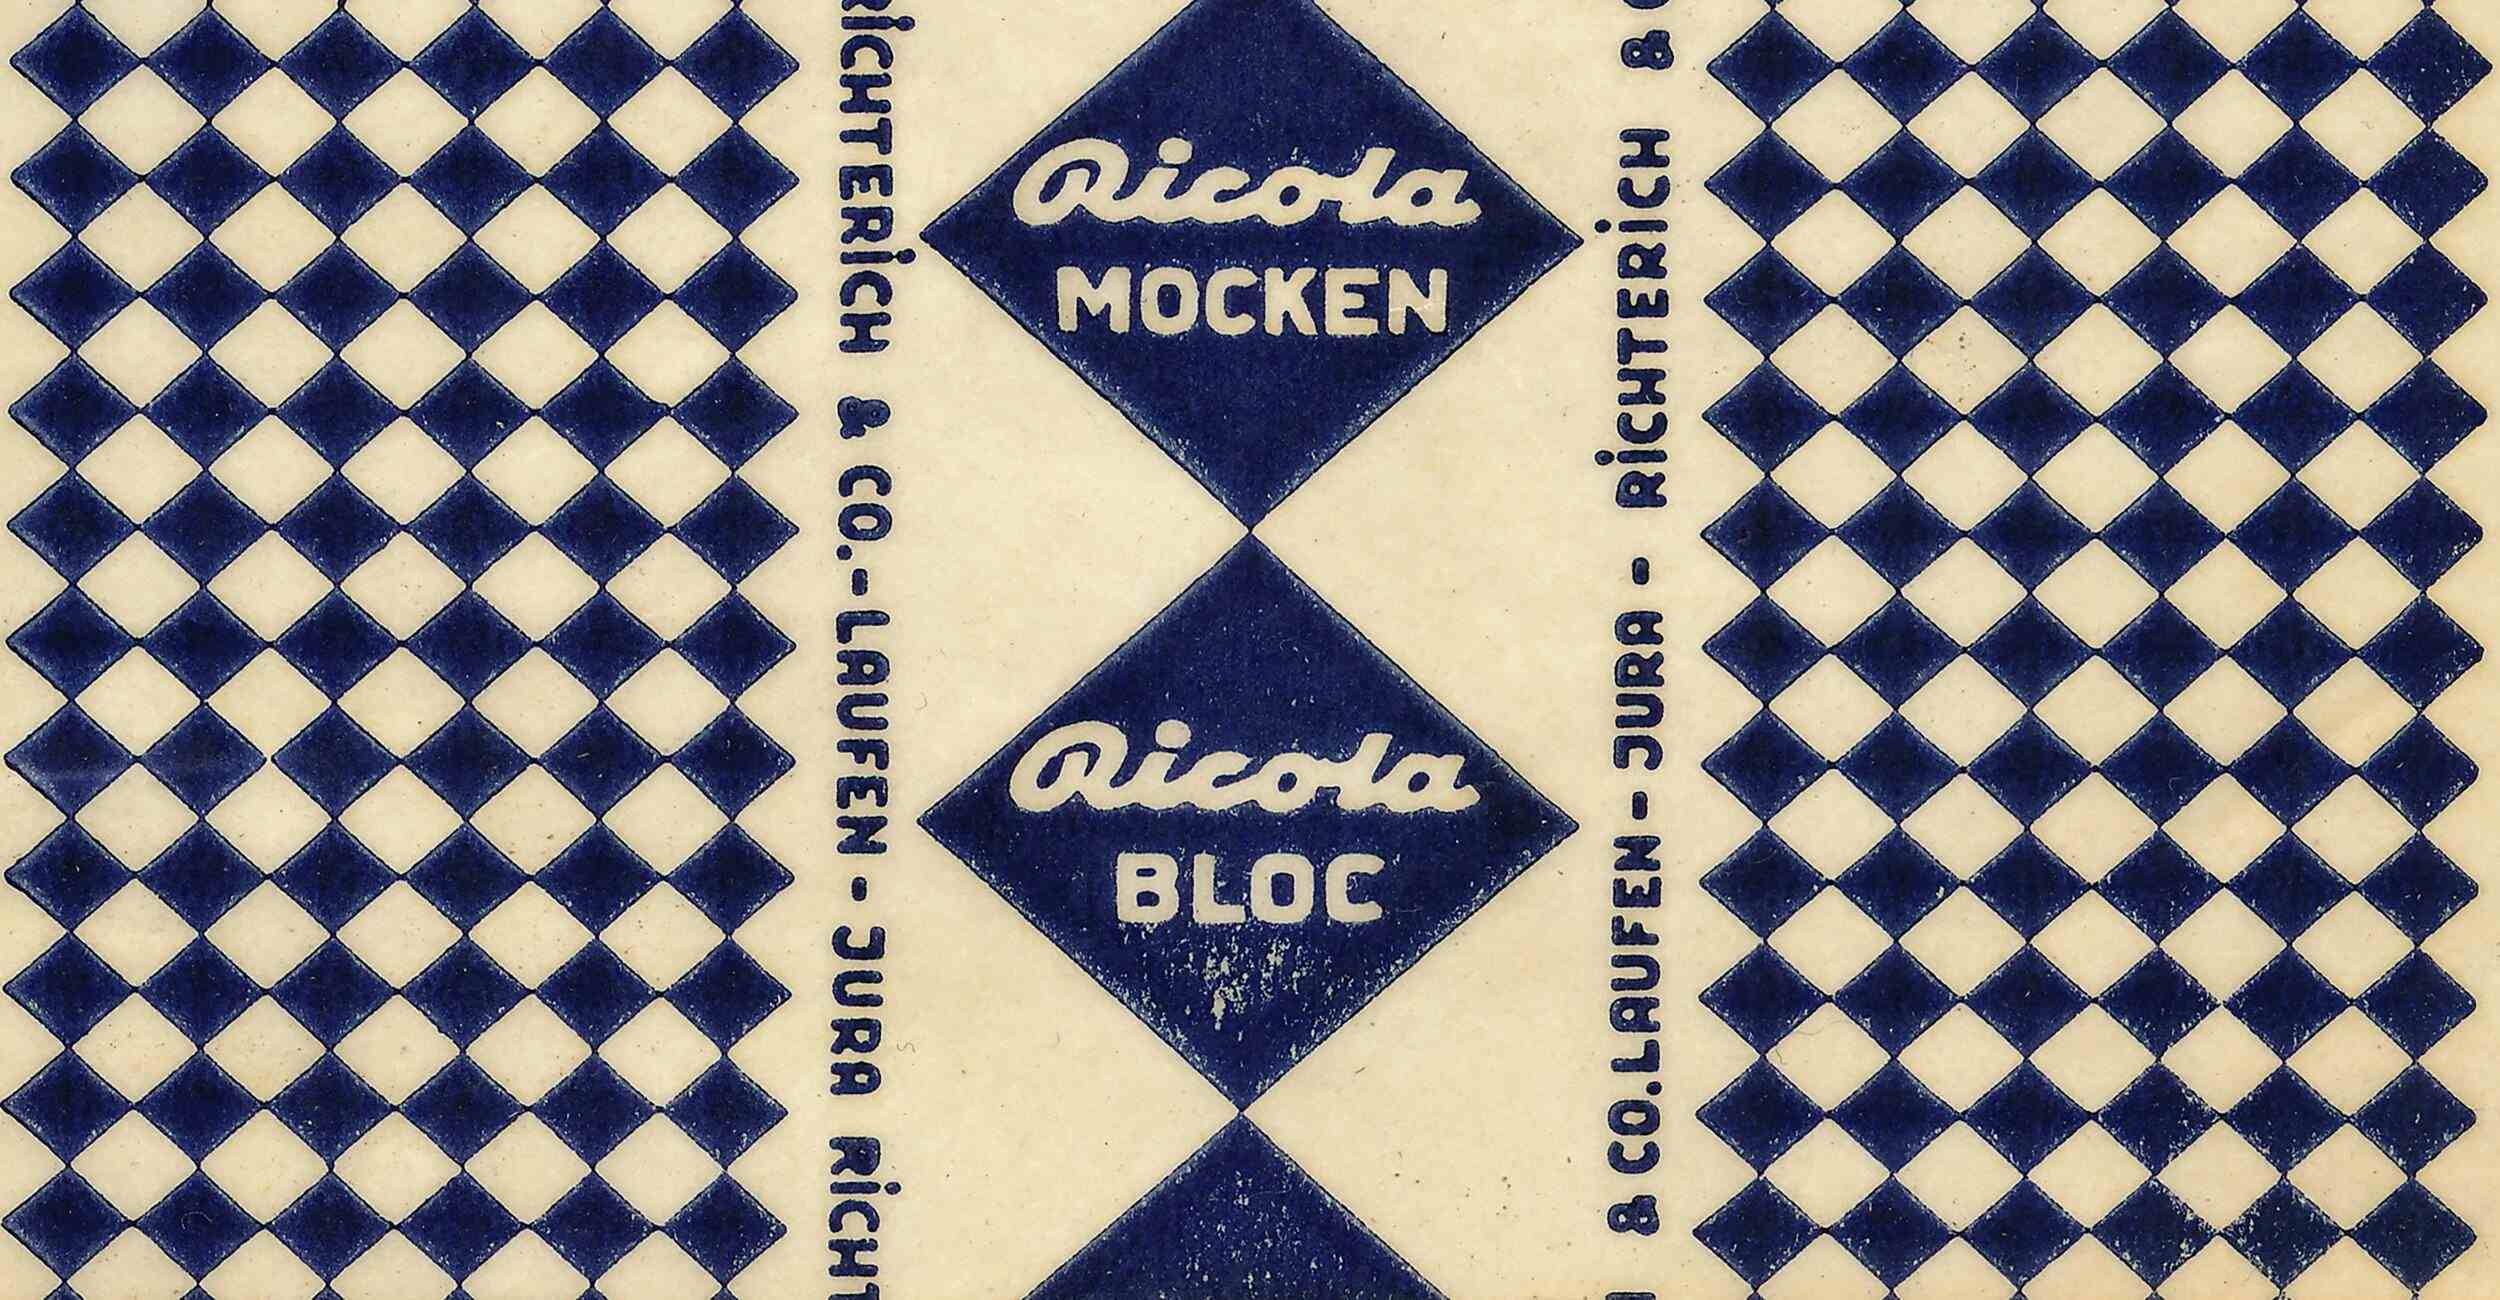 RiCHTERiCH & CO.-LAUFEN - JURA RiCHT
Ricola
MOCKEN
Ricola
BLOC
& CO.LAUFEN-JURA - RiCHTERiCH &